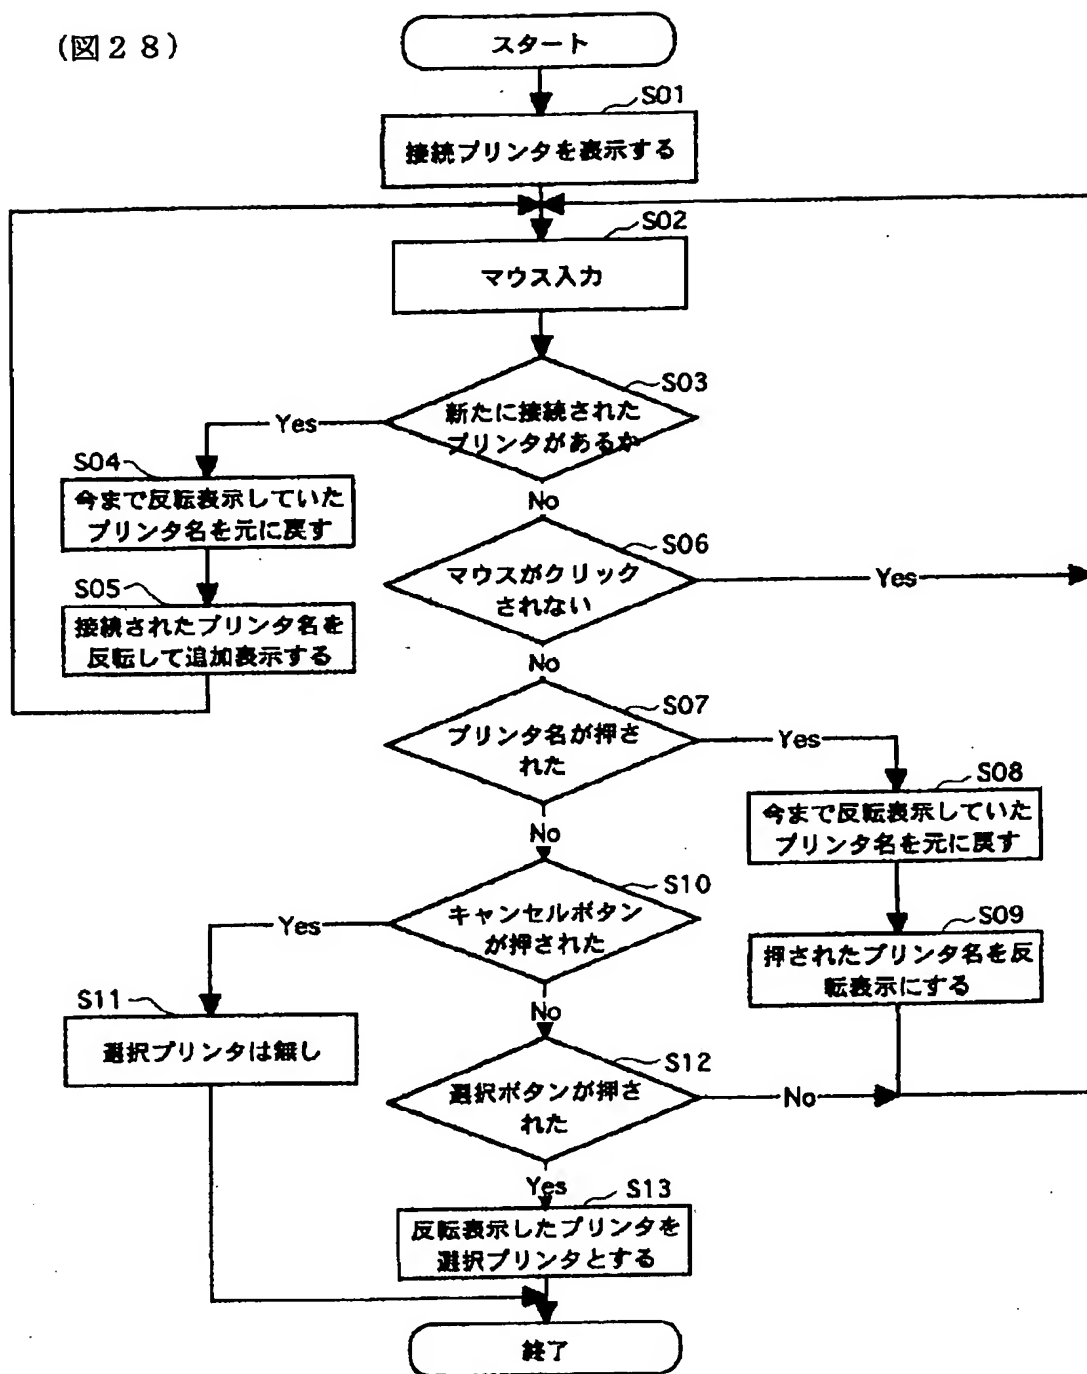 (図28)
スタート
S01
接続プリンタを表示する
S02
マウス入力
S03
新たに接続された
プリンタがあるか
Yes
No
S04
今まで反転表示していた
プリンタ名を元に戻す
S05
接続されたプリンタ名を
反転して追加表示する
S06
マウスがクリック
されない
Yes
No
S07
プリンタ名が押さ
れた
Yes
No
S08
今まで反転表示していた
プリンタ名を元に戻す
S09
押されたプリンタ名を反
転表示にする
S10
キャンセルボタン
が押された
Yes
No
S11
選択プリンタは無し
S12
選択ボタンが押さ
れた
No
Yes
S13
反転表示したプリンタを
選択プリンタとする
終了